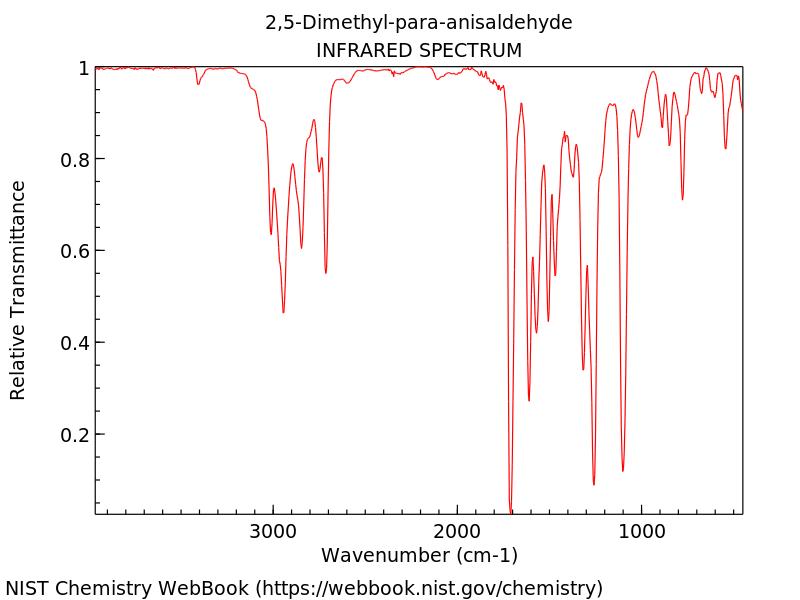 2,5-Dimethyl-para-anisaldehyde
INFRARED SPECTRUM
1
0.8
0.6
0.4
0.2
Relative Transmittance
3000 2000 1000
Wavenumber (cm-1)
NIST Chemistry WebBook (https://webbook.nist.gov/chemistry)